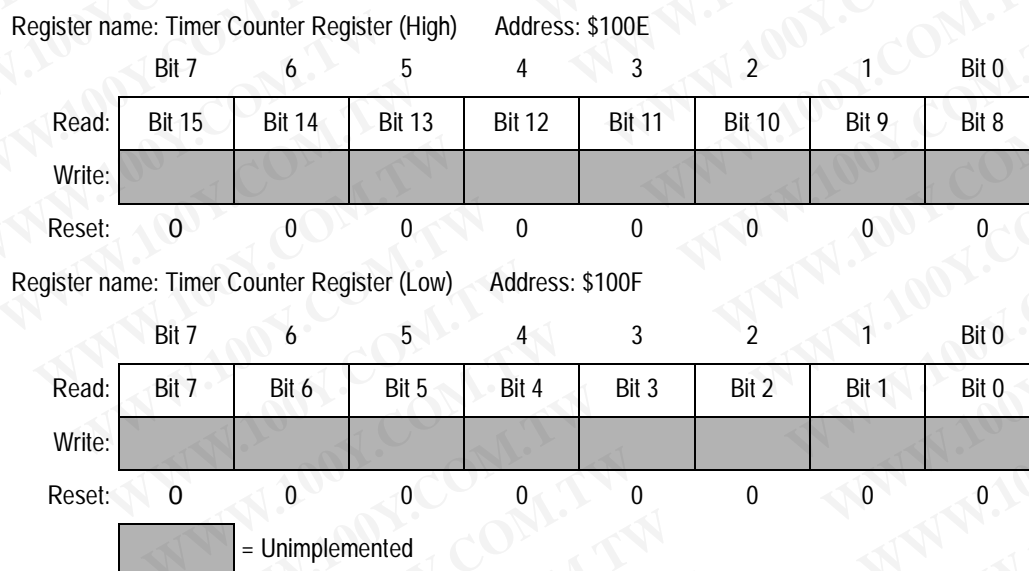 Register name: Timer Counter Register (High) Address: $100E
Bit 7 6 5 4 3 2 1 Bit 0
Read: Bit 15 Bit 14 Bit 13 Bit 12 Bit 11 Bit 10 Bit 9 Bit 8
Write:
Reset: 0 0 0 0 0 0 0 0
Register name: Timer Counter Register (Low) Address: $100F
Bit 7 6 5 4 3 2 1 Bit 0
Read: Bit 7 Bit 6 Bit 5 Bit 4 Bit 3 Bit 2 Bit 1 Bit 0
Write:
Reset: 0 0 0 0 0 0 0 0
= Unimplemented
WWW.100Y.COM.TW